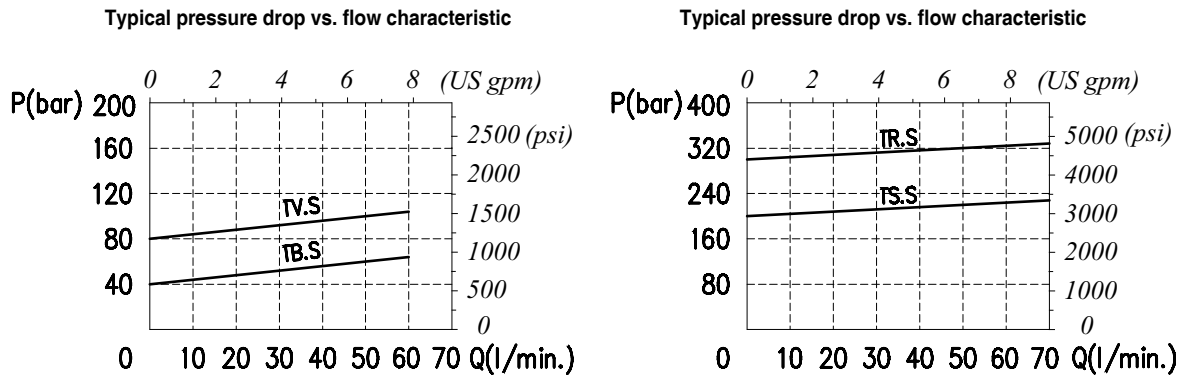 Typical pressure drop vs. flow characteristic
0 2 4 6 8 (US gpm)
P(bar) 200
160
120
80
40
2500 (psi)
2000
1500
1000
500
0
TV.S
TB.S
0 10 20 30 40 50 60 70 Q(l/min.)
Typical pressure drop vs. flow characteristic
0 2 4 6 8 (US gpm)
P(bar) 400
320
240
160
80
5000 (psi)
4000
3000
2000
1000
0
TR.S
TS.S
0 10 20 30 40 50 60 70 Q(l/min.)